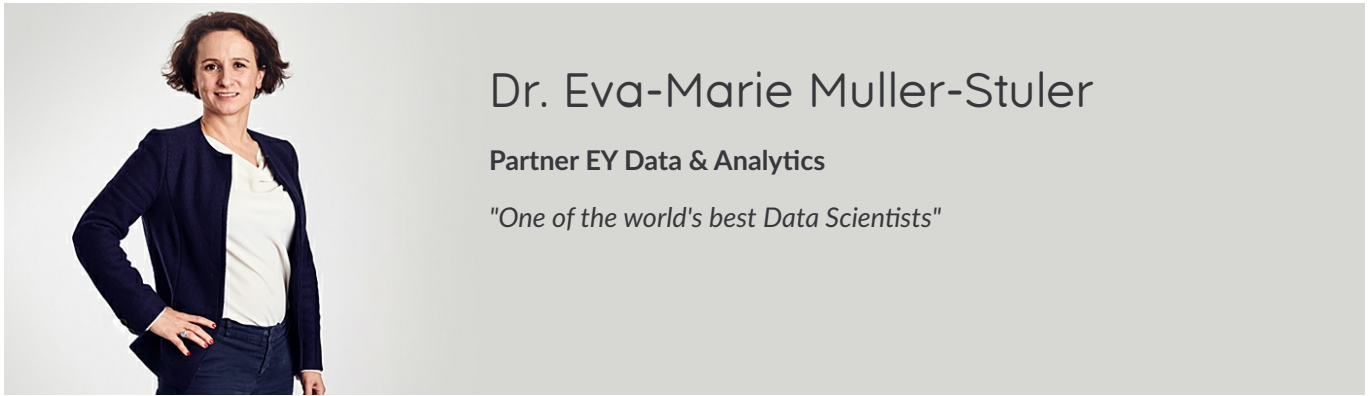 Dr. Eva-Marie Muller-Stuler
Partner EY Data & Analytics
"One of the world's best Data Scientists"